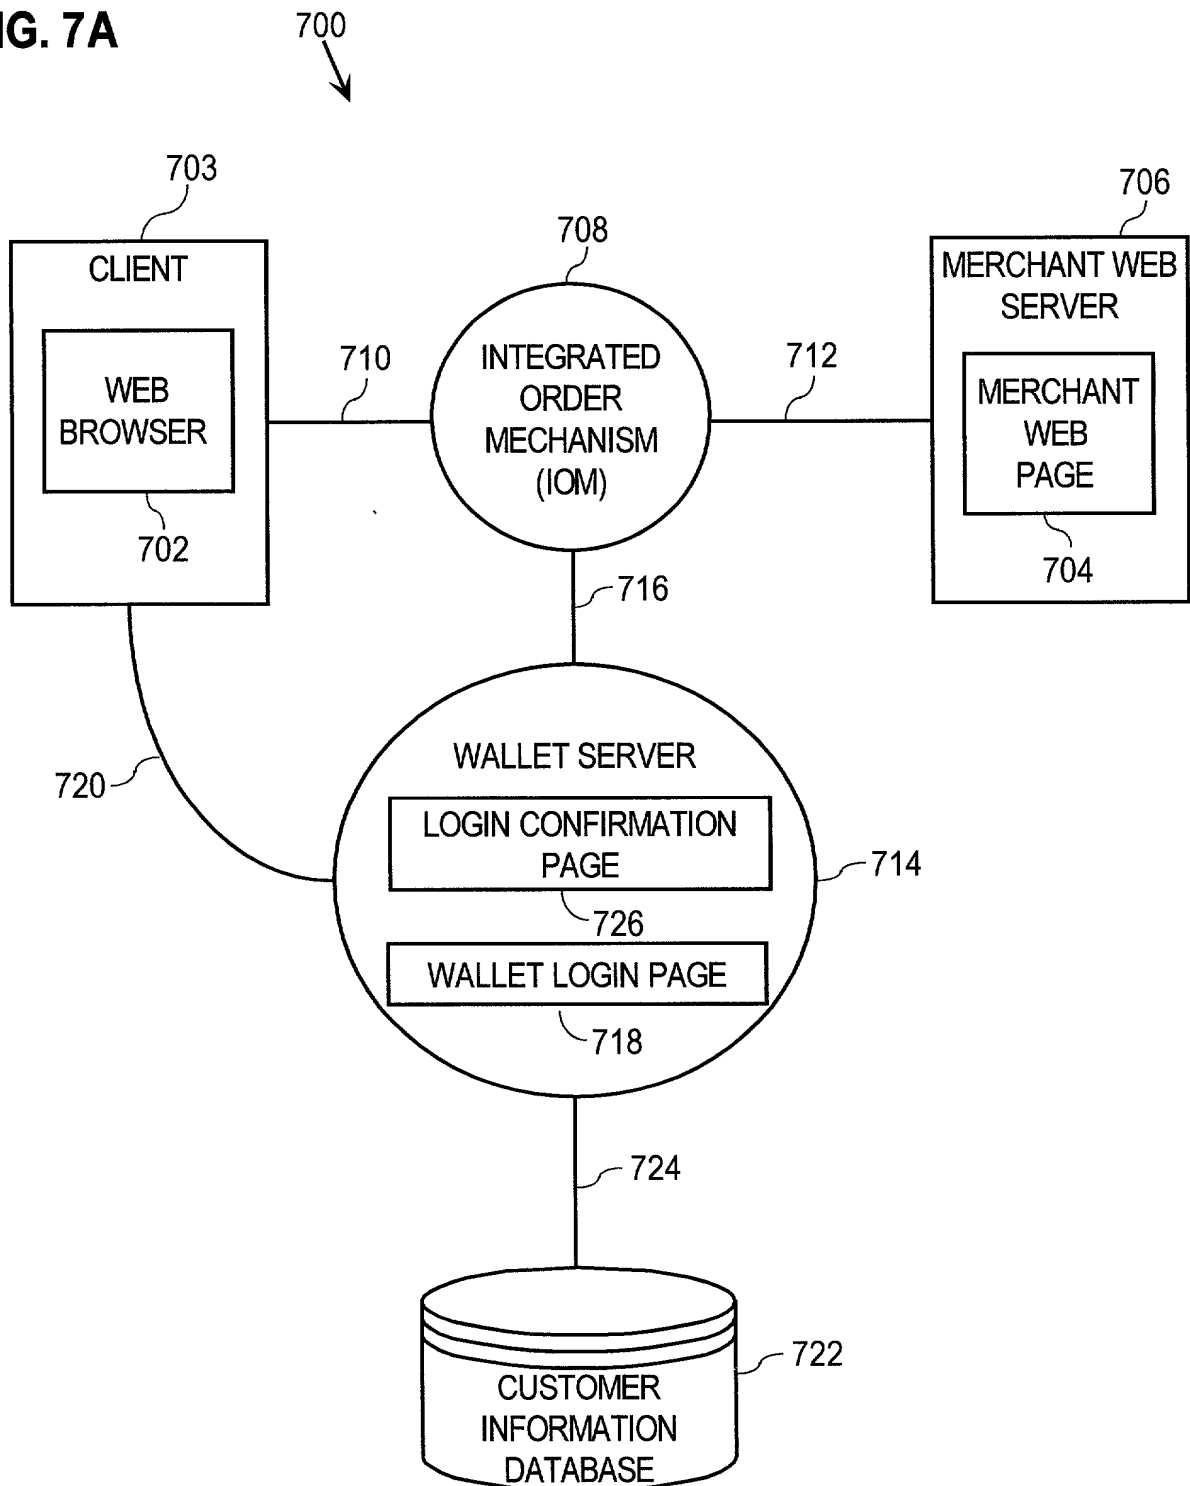 IG. 7A
700
703
706
708
CLIENT
MERCHANT WEB
SERVER
710
INTEGRATED
ORDER
MECHANISM
(IOM)
712
WEB
BROWSER
MERCHANT
WEB
PAGE
702
704
716
WALLET SERVER
720
LOGIN CONFIRMATION
PAGE
714
726
WALLET LOGIN PAGE
718
724
722
CUSTOMER
INFORMATION
DATABASE